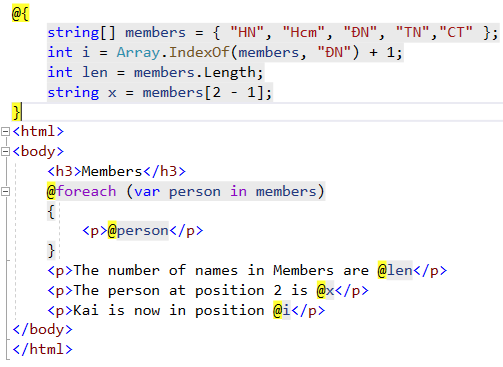 @{
string[] members = { "HN", "Hcm", "ĐN", "TN","CT" };
int i = Array.IndexOf(members, "ĐN") + 1;
int len = members.Length;
string x = members[2 - 1];
}
<html>
<body>
<h3>Members</h3>
@foreach (var person in members)
{
<p>@person</p>
}
<p>The number of names in Members are @len</p>
<p>The person at position 2 is @x</p>
<p>Kai is now in position @i</p>
</body>
</html>